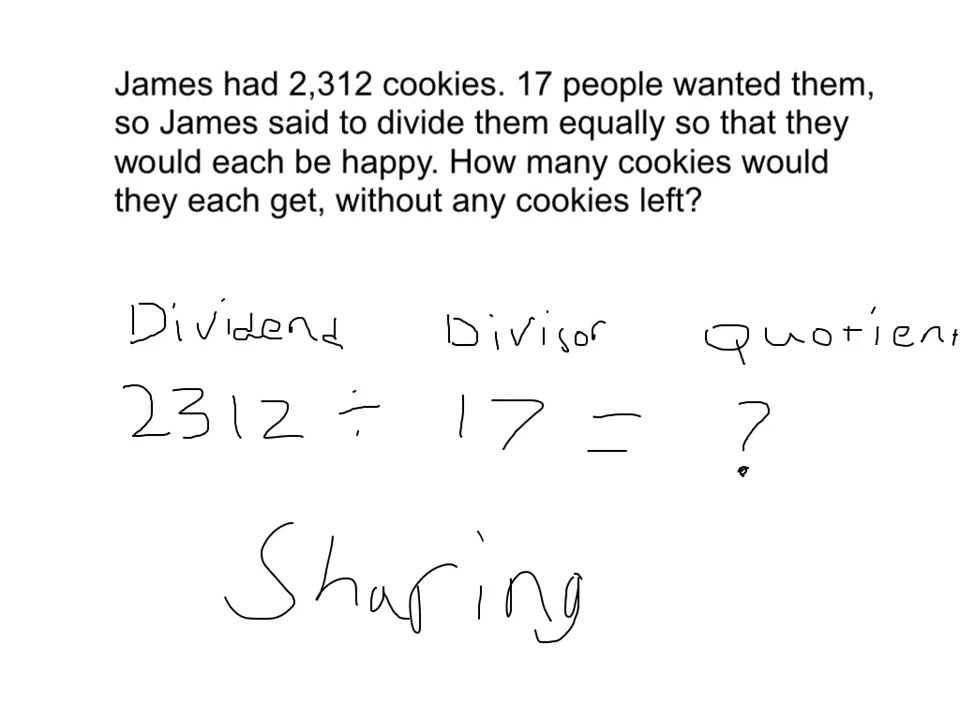 James had 2,312 cookies. 17 people wanted them,
so James said to divide them equally so that they
would each be happy. How many cookies would
they each get, without any cookies left?
Dividend Divisor Quotient
2312 ÷ 17 = ?
Sharing